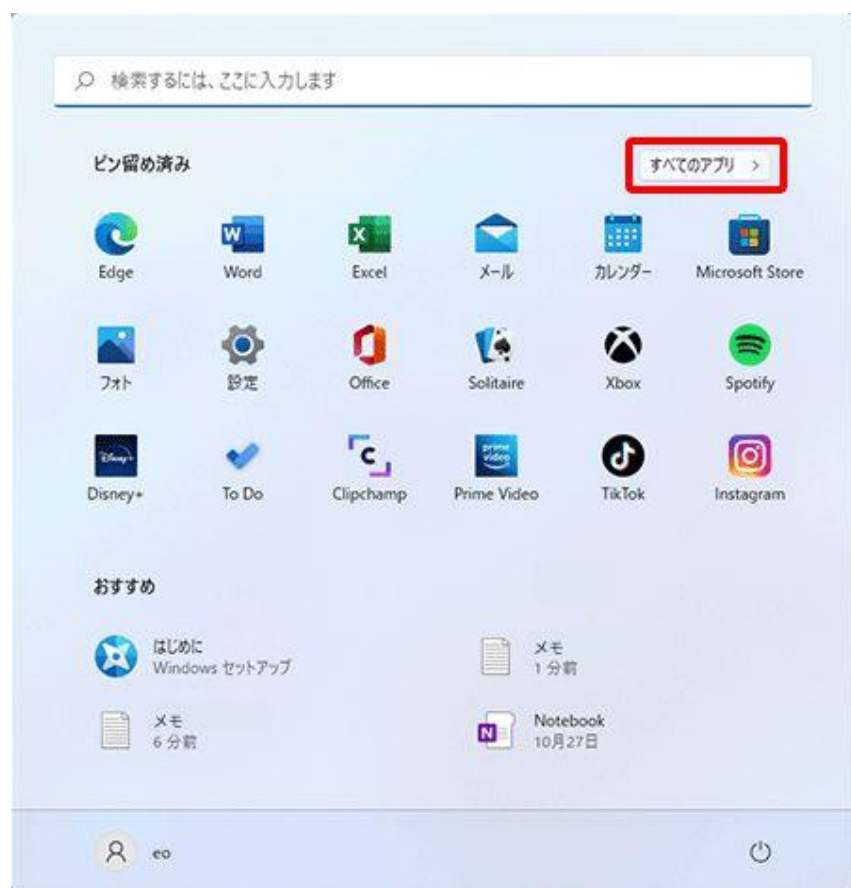 検索するには、ここに入力します
ピン留め済み
すべてのアプリ >
Edge
Word
Excel
メール
カレンダー
Microsoft Store
フォト
設定
Office
Solitaire
Xbox
Spotify
Disney+
prime video
Disney+
To Do
Clipchamp
Prime Video
TikTok
Instagram
おすすめ
はじめに
Windows セットアップ
メモ
1 分前
メモ
6 分前
Notebook
10月27日
eo